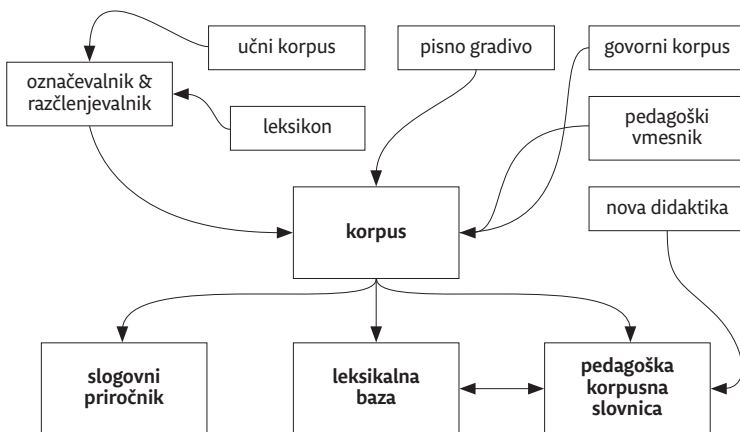 učni korpus
pisno gradivo
govorni korpus
označevalnik &
razčlenjevalnik
leksikon
pedagoški
vmesnik
korpus
nova didaktika
slogovni
priročnik
leksikalna
baza
pedagoška
korpusna
slovnica